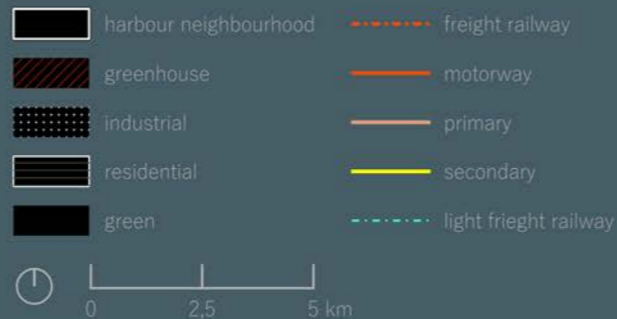 harbour neighbourhood
greenhouse
industrial
residential
green
freight railway
motorway
primary
secondary
light frieght railway
0 2,5 5 km